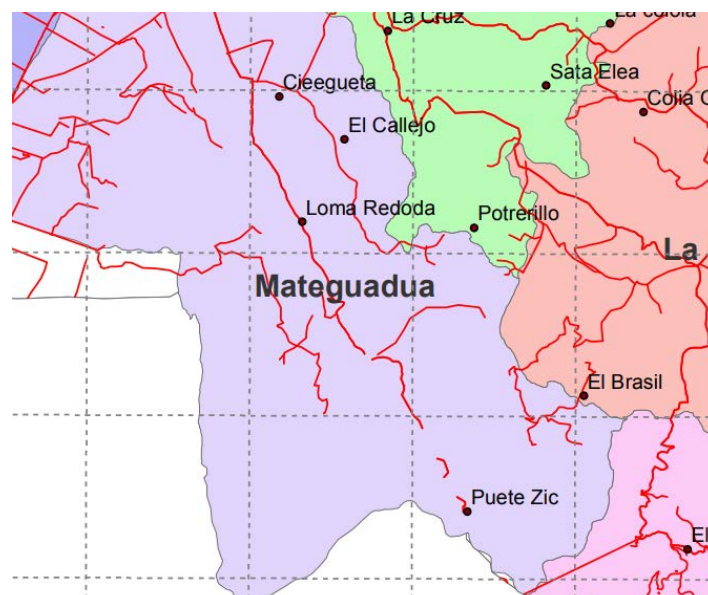 La Cruz
La colola
Sata Elea
Cieegueta
Colia C
El Callejo
Loma Redoda
Potrerillo
La
Mateguadua
El Brasil
Puete Zic
El